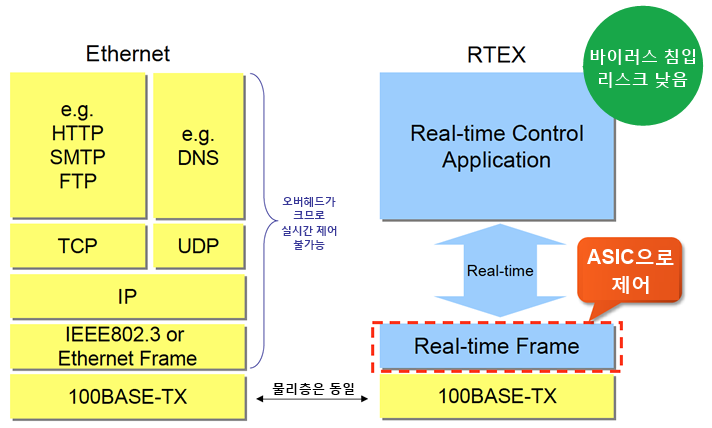 Ethernet
RTEX
바이러스 침입
리스크 낮음
e.g.
HTTP
SMTP
FTP
e.g.
DNS
Real-time Control
Application
오버헤드가
크므로
실시간 제어
불가능
TCP
UDP
Real-time
ASIC으로
제어
IP
IEEE802.3 or
Ethernet Frame
Real-time Frame
100BASE-TX
물리층은 동일
100BASE-TX